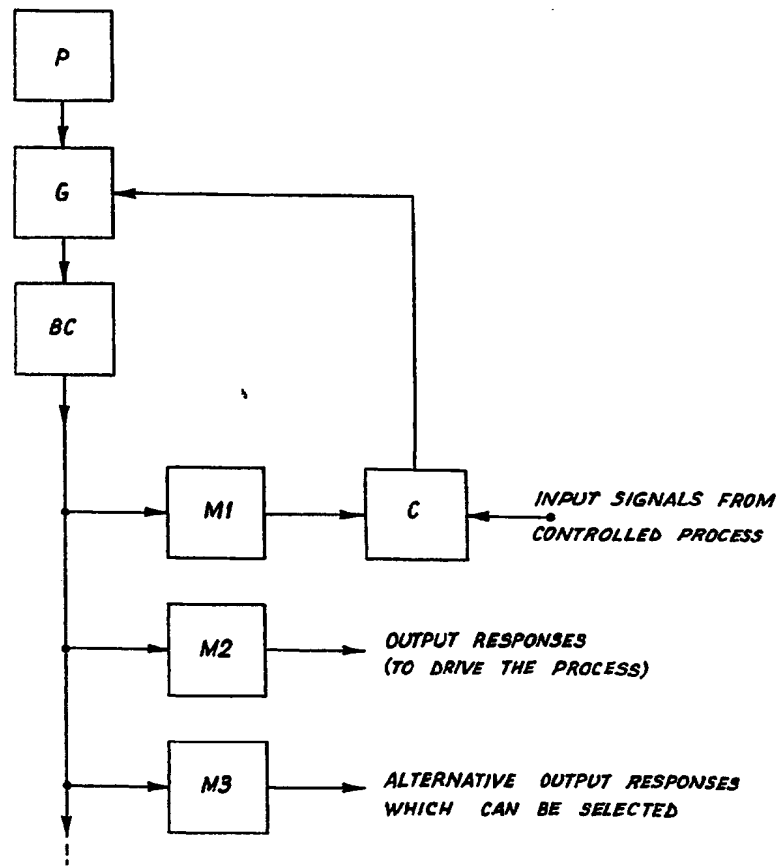 P
G
BC
M1
C
INPUT SIGNALS FROM
CONTROLLED PROCESS
M2
OUTPUT RESPONSES
(TO DRIVE THE PROCESS)
M3
ALTERNATIVE OUTPUT RESPONSES
WHICH CAN BE SELECTED